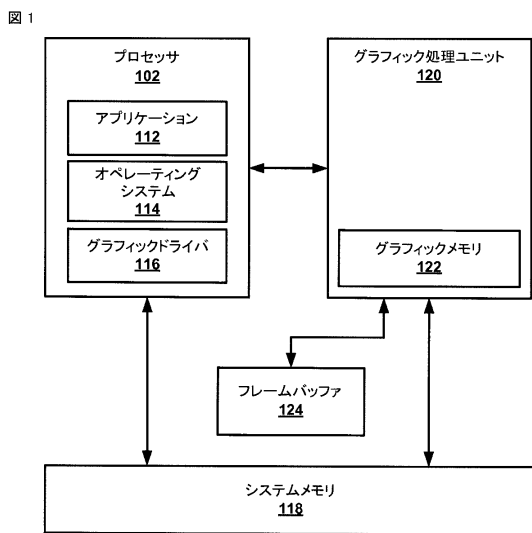 図 1
プロセッサ
102
アプリケーション
112
オペレーティング
システム
114
グラフィックドライバ
116
グラフィック処理ユニット
120
グラフィックメモリ
122
フレームバッファ
124
システムメモリ
118